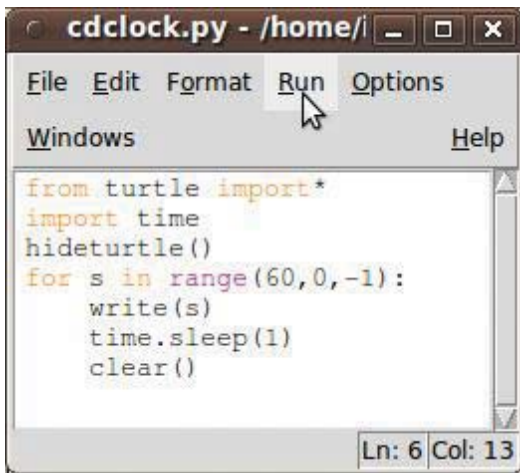 cdclock.py - /home/i
File Edit Format Run Options
Windows Help
from turtle import*
import time
hideturtle()
for s in range(60,0,-1):
    write(s)
    time.sleep(1)
    clear()
Ln: 6 Col: 13